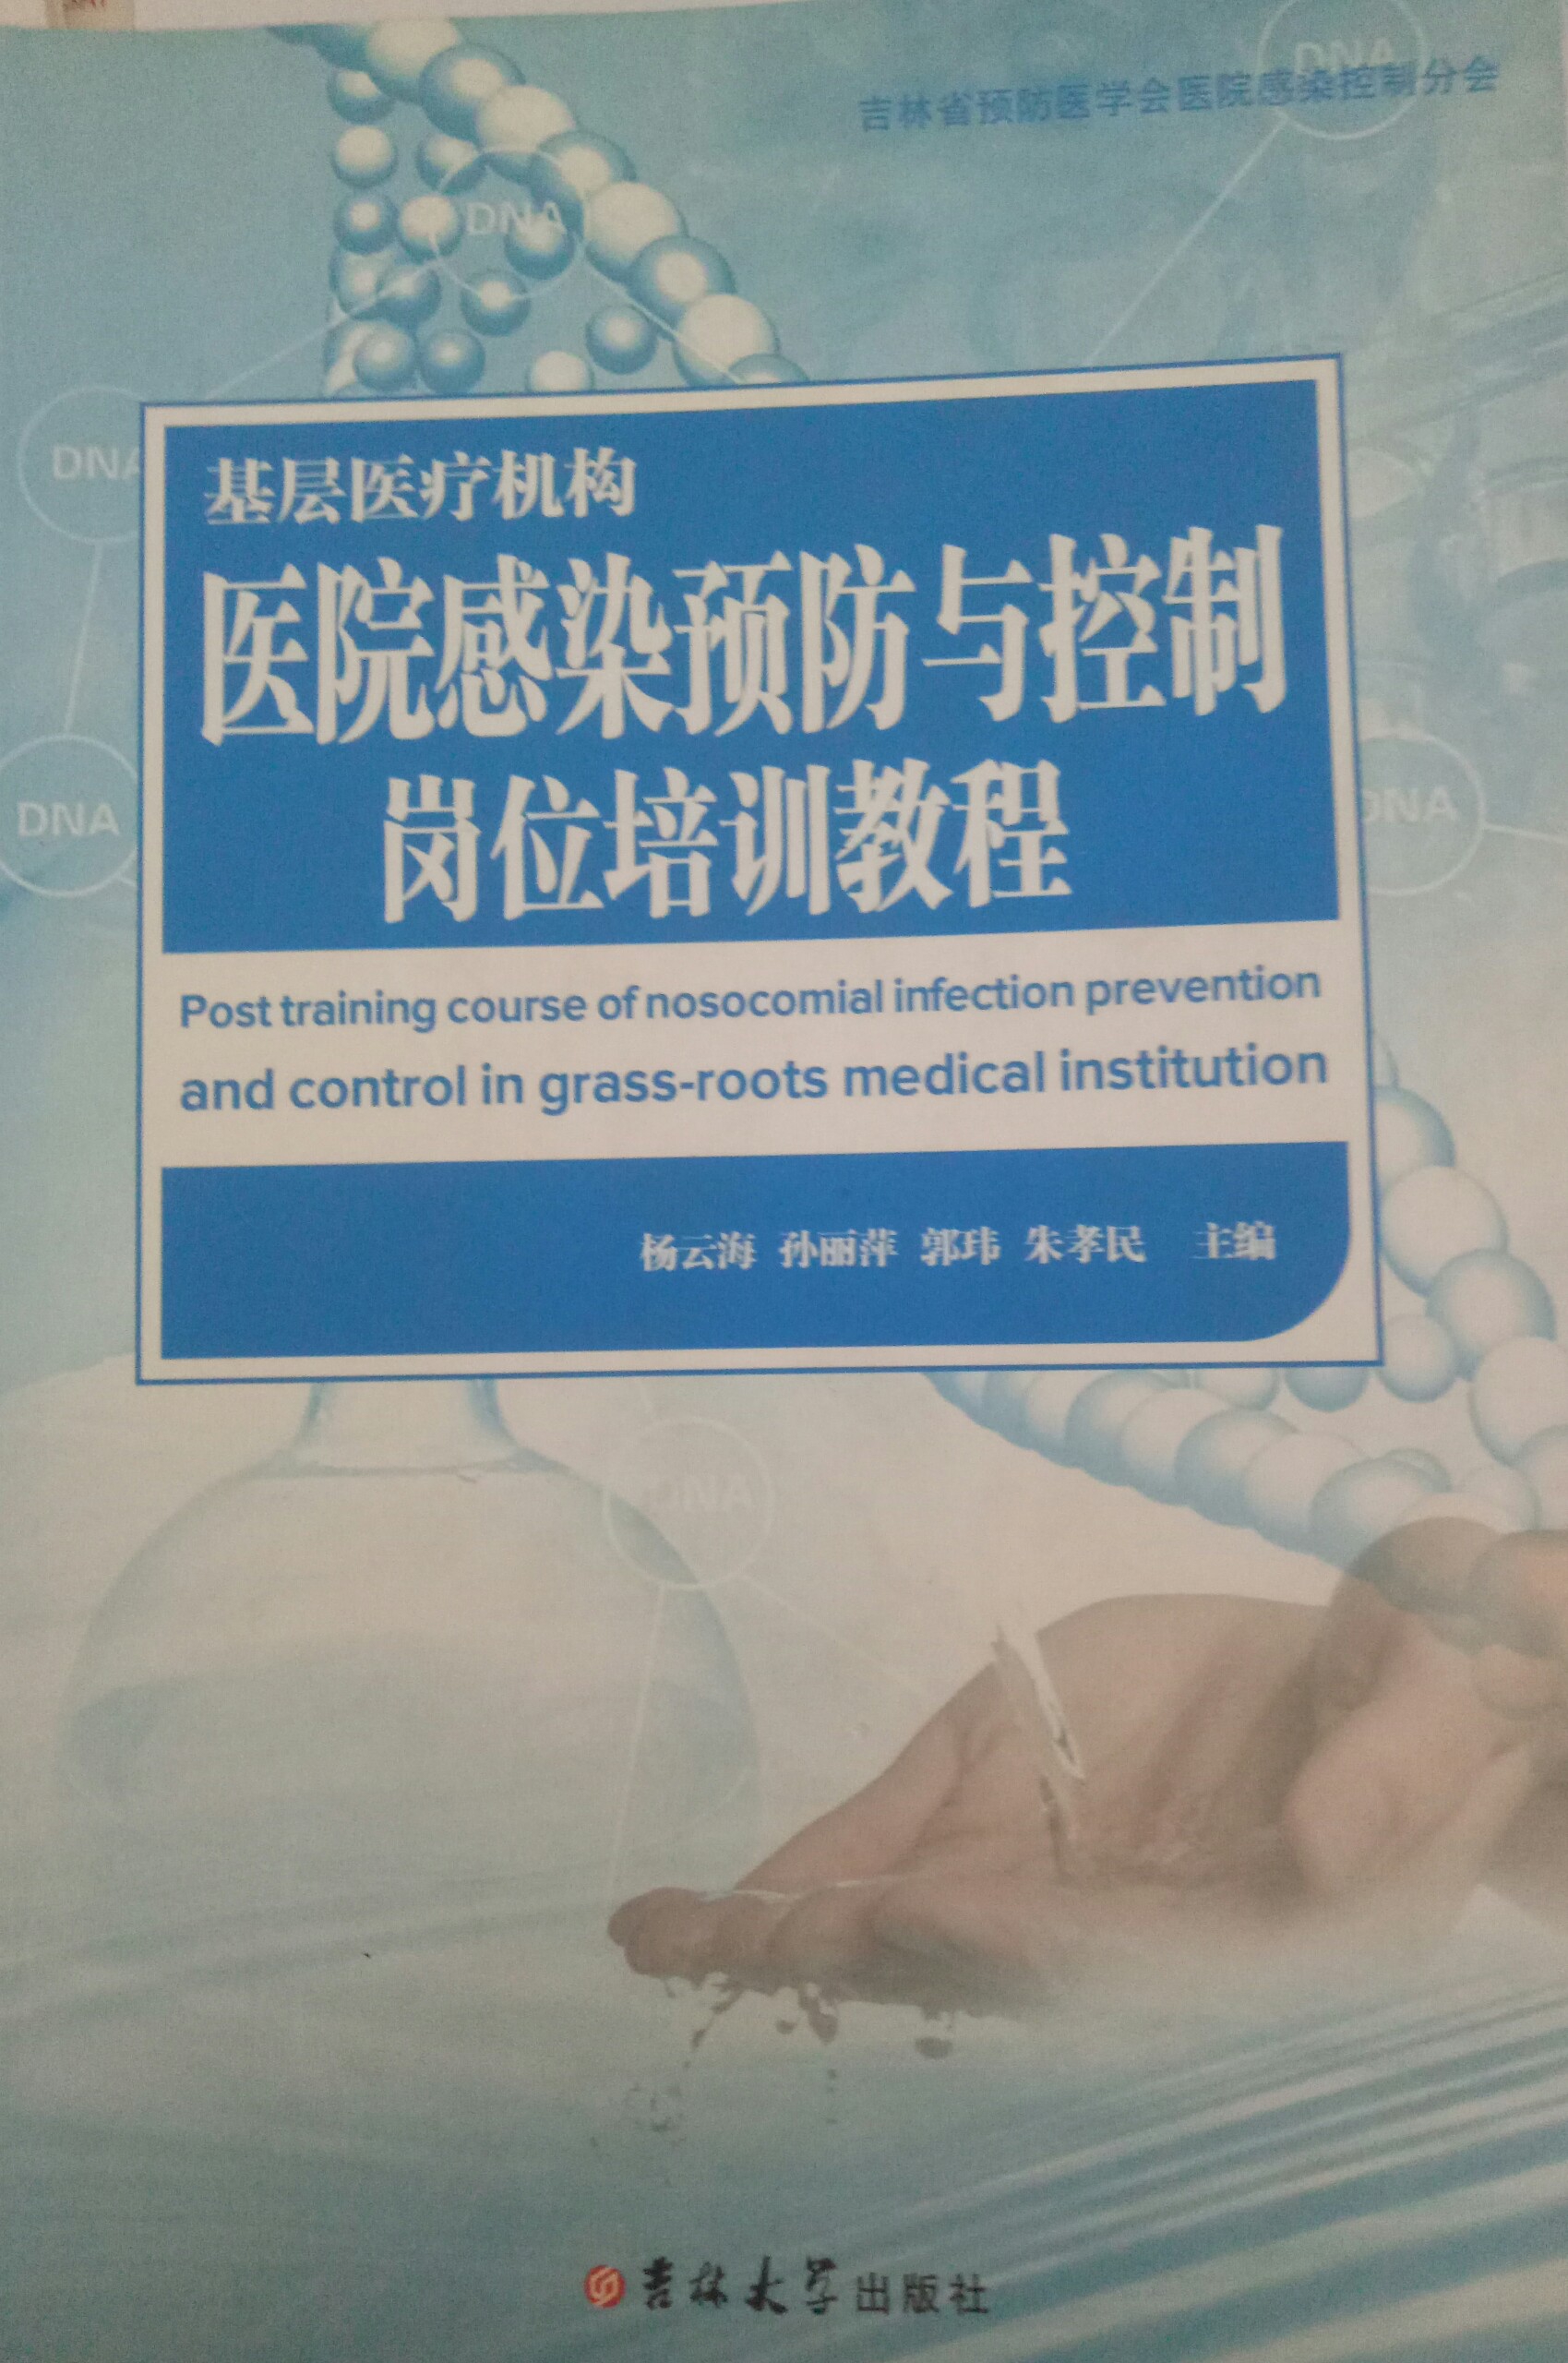 DNA
吉林省预防医学会医院感染控制分会
DNA
DNA
基层医疗机构
医院感染预防与控制
岗位培训教程
DNA
DNA
Post training course of nosocomial infection prevention
and control in grass-roots medical institution
杨云海 孙丽萍 郭玮 朱孝民 主编
DNA
吉林大学出版社